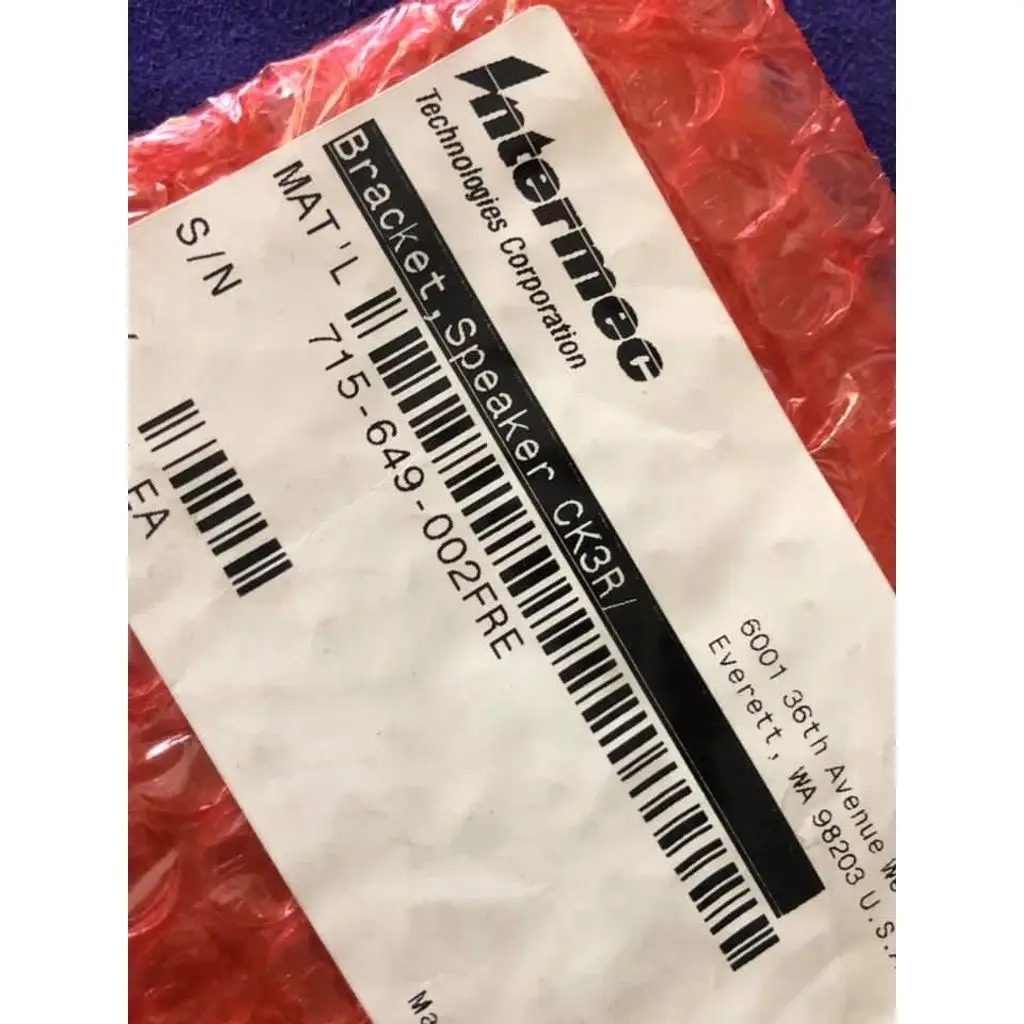 Intermec
Technologies Corporation
6001 36th Avenue
Everett, WA 98203 U.S.A
Bracket,Speaker CK3R/
MAT'L
715-649-002FRE
S/N
EA